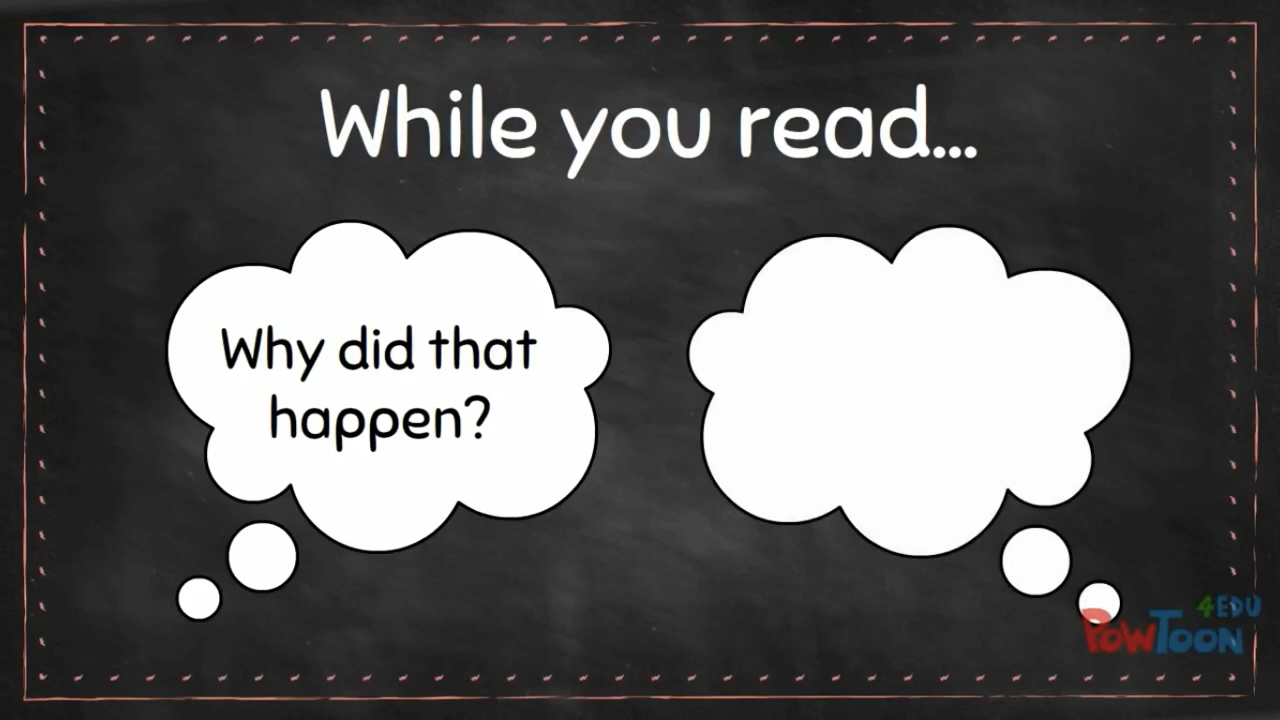 While you read...
Why did that
happen?
4EDU
POWTOON